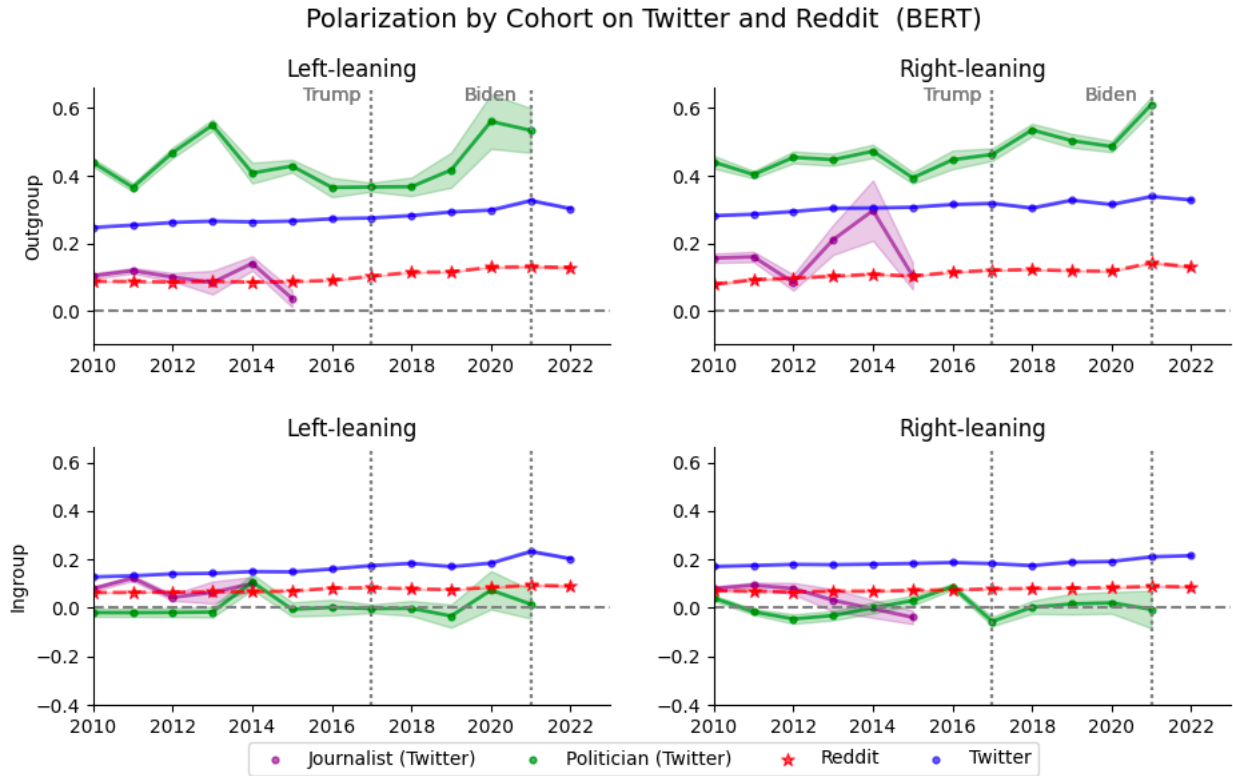 Polarization by Cohort on Twitter and Reddit  (BERT)
Left-leaning
Right-leaning
Trump
Biden
Trump
Biden
Outgroup
0.6
0.4
0.2
0.0
2010 2012 2014 2016 2018 2020 2022
0.6
0.4
0.2
0.0
2010 2012 2014 2016 2018 2020 2022
Left-leaning
Right-leaning
Ingroup
0.6
0.4
0.2
0.0
−0.2
−0.4
2010 2012 2014 2016 2018 2020 2022
0.6
0.4
0.2
0.0
−0.2
−0.4
2010 2012 2014 2016 2018 2020 2022
Journalist (Twitter) Politician (Twitter) Reddit Twitter